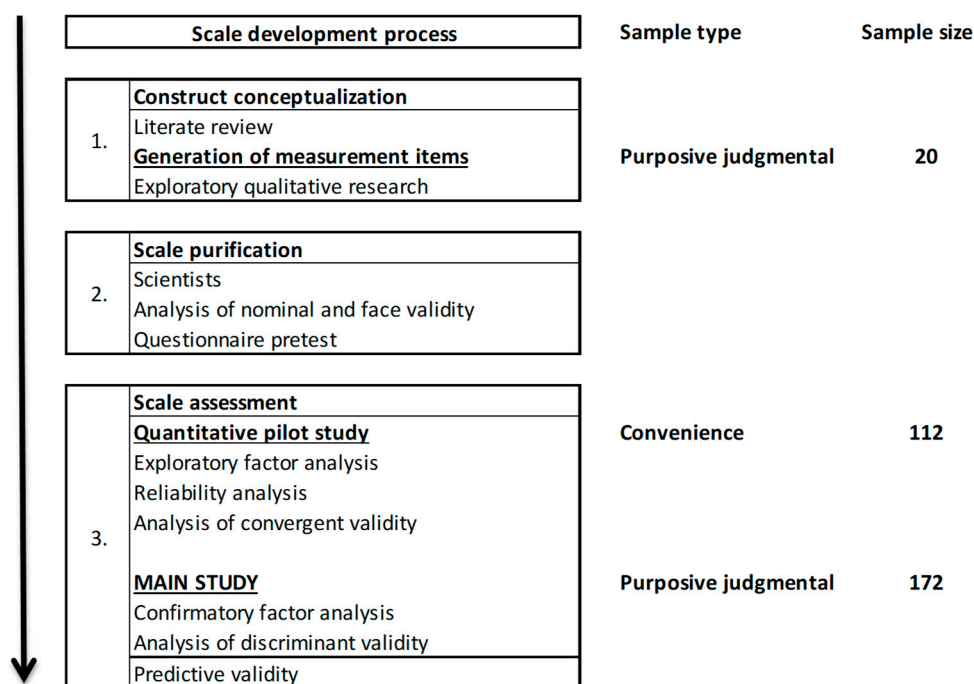 Scale development process Sample type Sample size
Construct conceptualization
1.
Literate review
Generation of measurement items Purposive judgmental 20
Exploratory qualitative research
Scale purification
2.
Scientists
Analysis of nominal and face validity
Questionnaire pretest
Scale assessment
Quantitative pilot study Convenience 112
Exploratory factor analysis
Reliability analysis
Analysis of convergent validity
3.
MAIN STUDY Purposive judgmental 172
Confirmatory factor analysis
Analysis of discriminant validity
Predictive validity